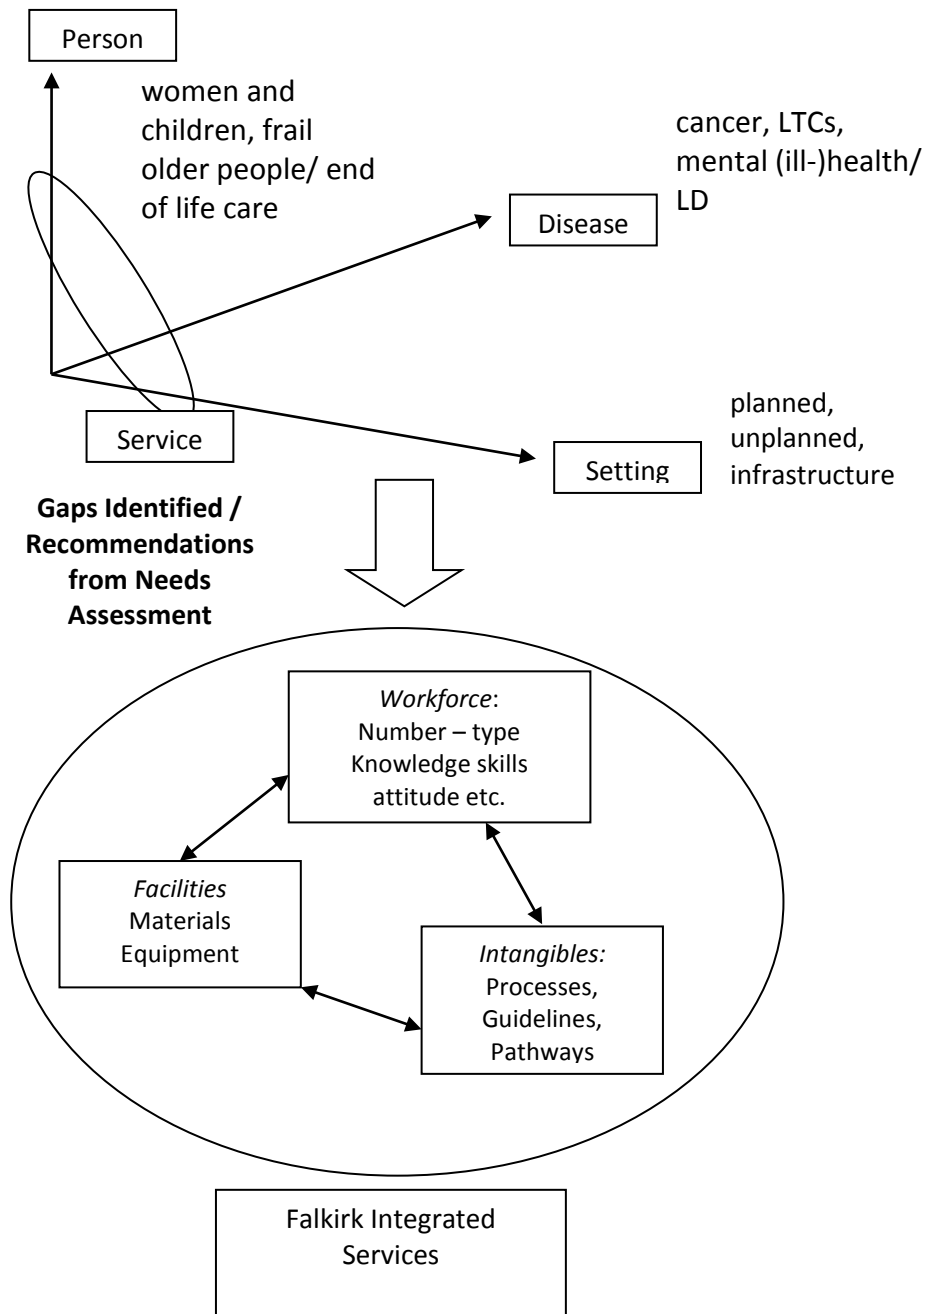 Person
women and
children, frail
older people/ end
of life care
cancer, LTCs,
mental (ill-)health/
LD
Disease
Service
planned,
unplanned,
infrastructure
Setting
Gaps Identified /
Recommendations
from Needs
Assessment
Workforce:
Number – type
Knowledge skills
attitude etc.
Facilities
Materials
Equipment
Intangibles:
Processes,
Guidelines,
Pathways
Falkirk Integrated
Services